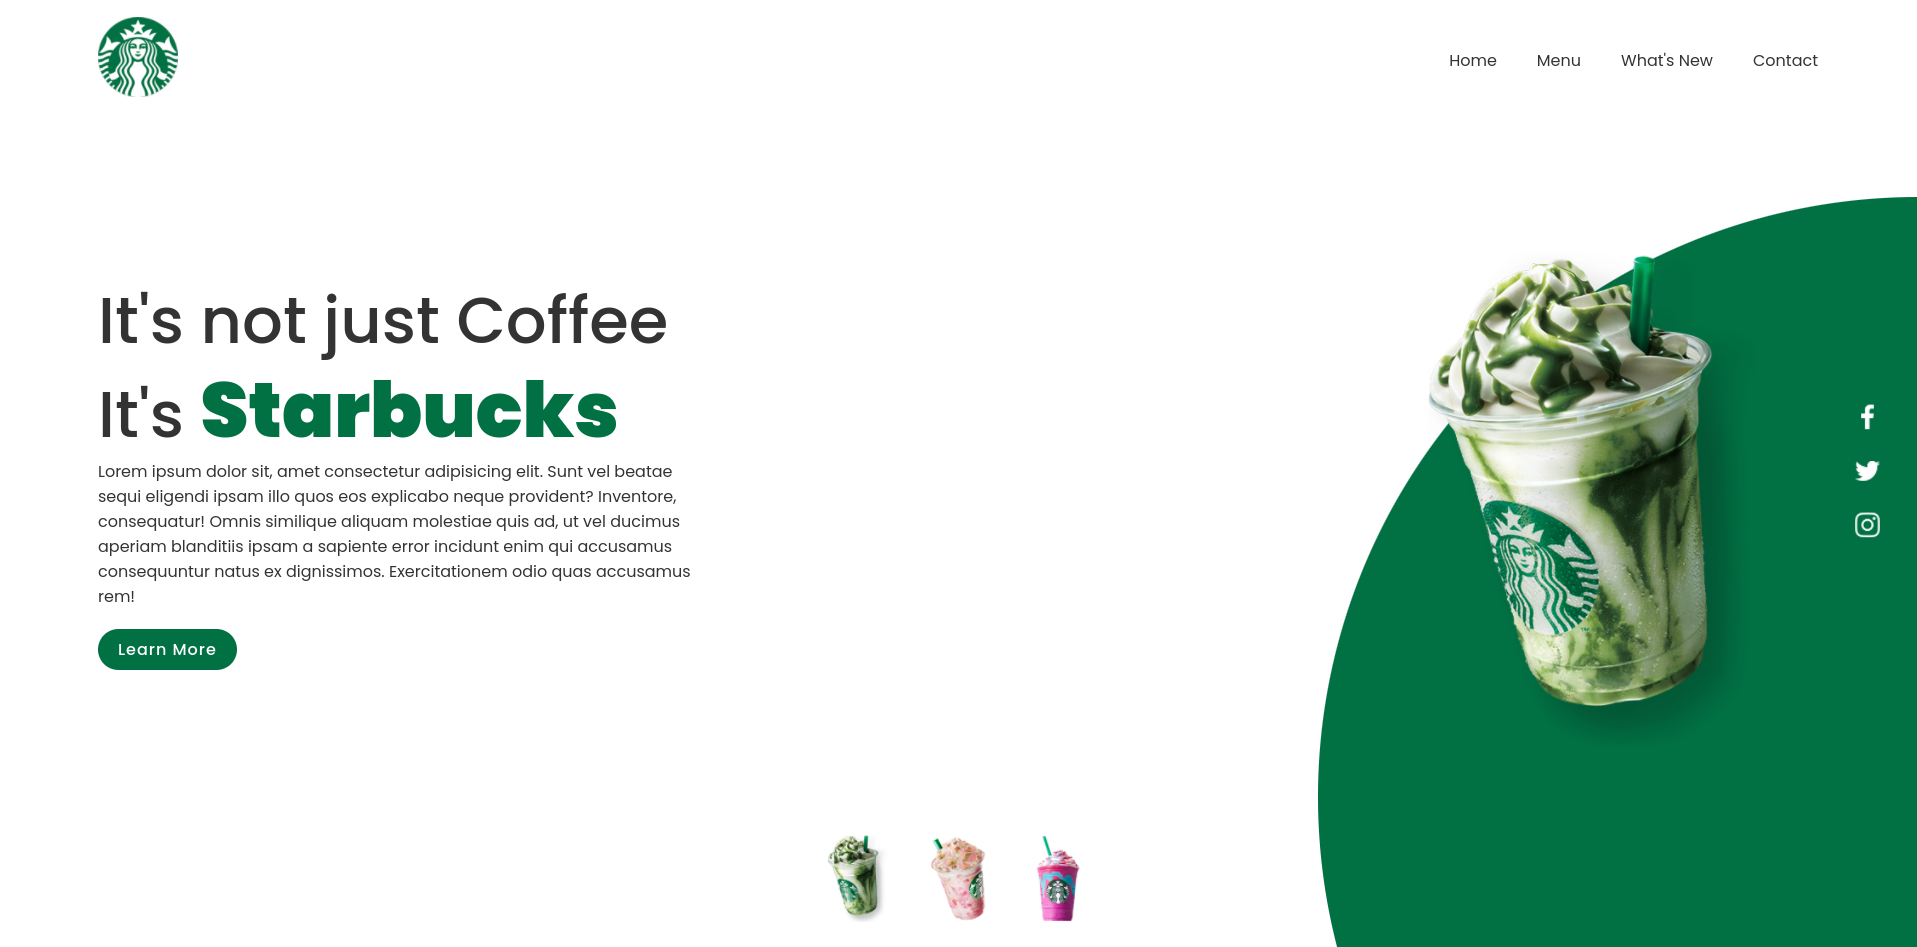 Home
Menu
What's New
Contact
It's not just Coffee
It's Starbucks
Lorem ipsum dolor sit, amet consectetur adipisicing elit. Sunt vel beatae
sequi eligendi ipsam illo quos eos explicabo neque provident? Inventore,
consequatur! Omnis similique aliquam molestiae quis ad, ut vel ducimus
aperiam blanditiis ipsam a sapiente error incidunt enim qui accusamus
consequuntur natus ex dignissimos. Exercitationem odio quas accusamus
rem!
Learn More